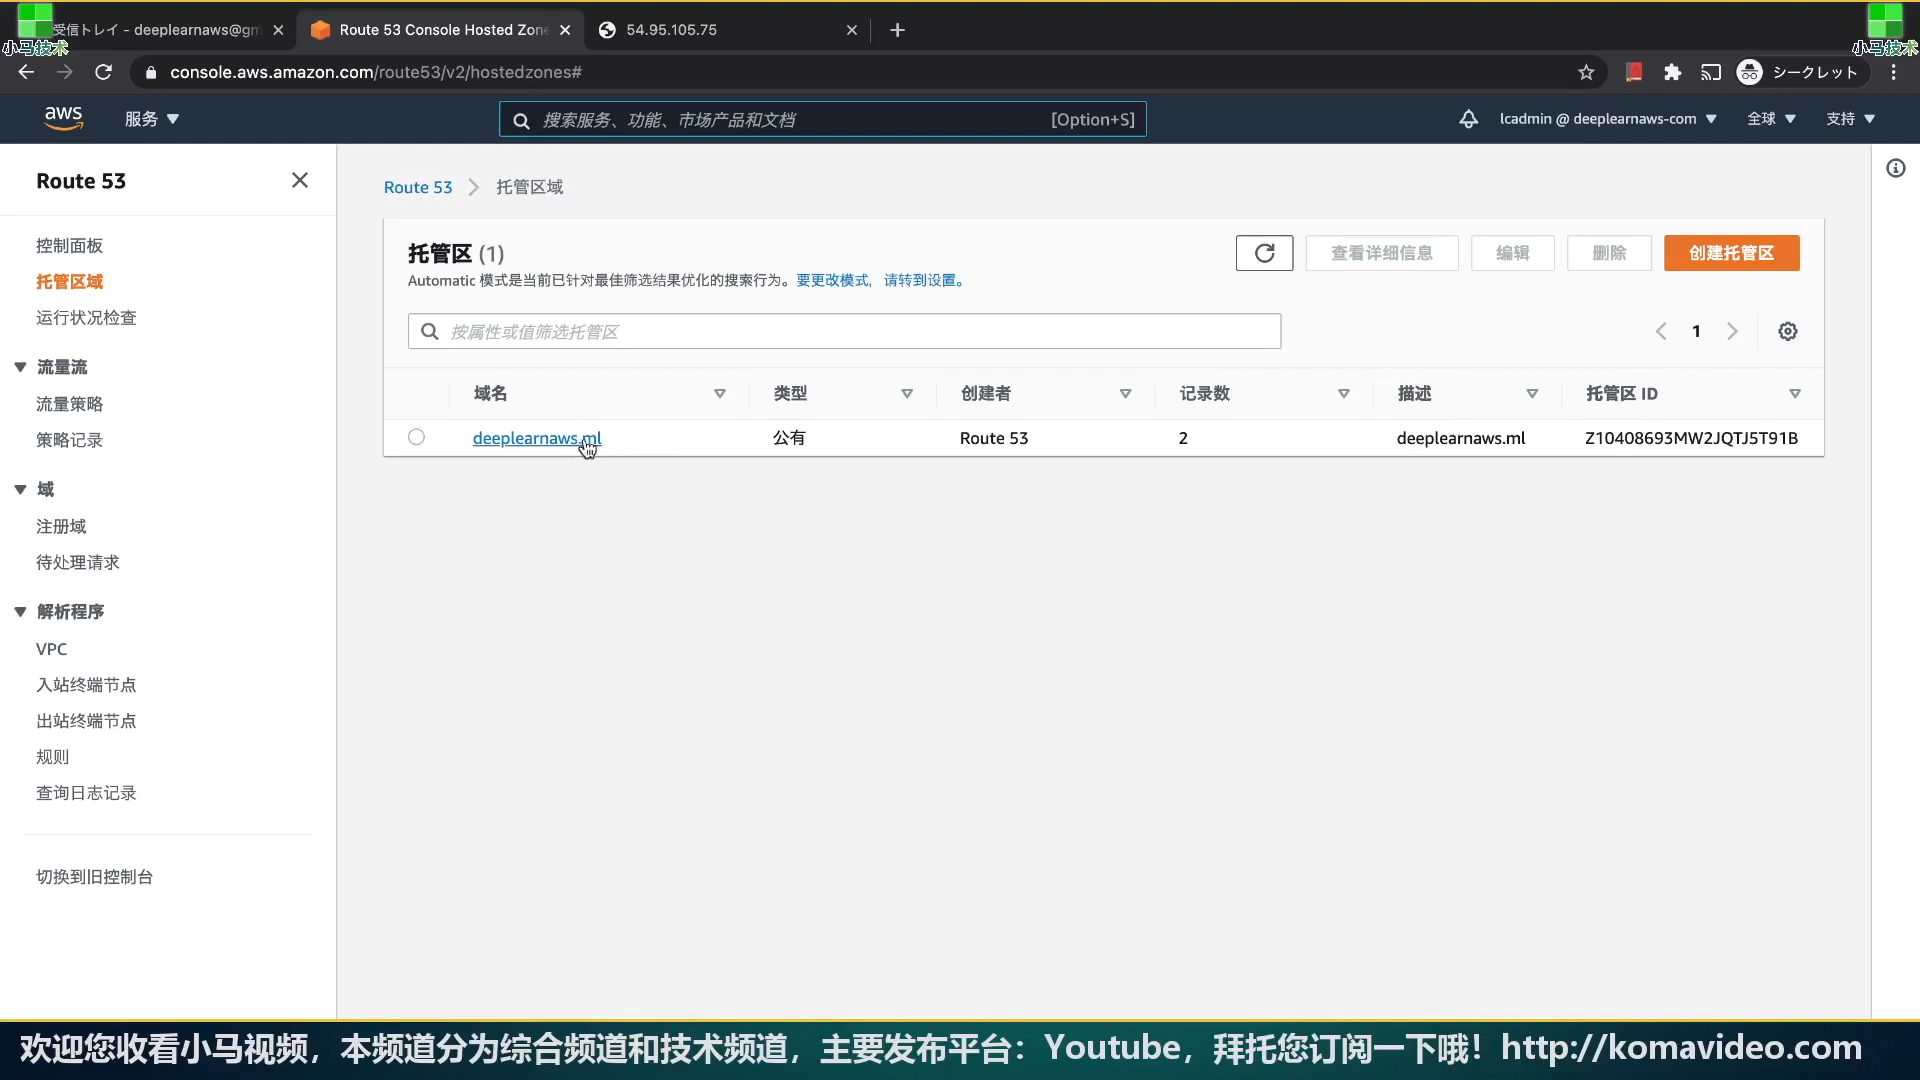 受信トレイ - deeplearnaws@gm
Route 53 Console Hosted Zone
54.95.105.75
小马技术
小马技术
console.aws.amazon.com/route53/v2/hostedzones#
シークレット
aws
服务
搜索服务、功能、市场产品和文档
[Option+S]
lcadmin @ deeplearnaws-com
全球
支持
Route 53
控制面板
托管区域
运行状况检查
流量流
流量策略
策略记录
域
注册域
待处理请求
解析程序
VPC
入站终端节点
出站终端节点
规则
查询日志记录
切换到旧控制台
Route 53
托管区域
托管区 (1)
Automatic 模式是当前已针对最佳筛选结果优化的搜索行为。要更改模式，请转到设置。
查看详细信息
编辑
删除
创建托管区
按属性或值筛选托管区
1
域名
类型
创建者
记录数
描述
托管区 ID
deeplearnaws.ml
公有
Route 53
2
deeplearnaws.ml
Z10408693MW2JQTJ5T91B
欢迎您收看小马视频，本频道分为综合频道和技术频道，主要发布平台：Youtube，拜托您订阅一下哦！http://komavideo.com